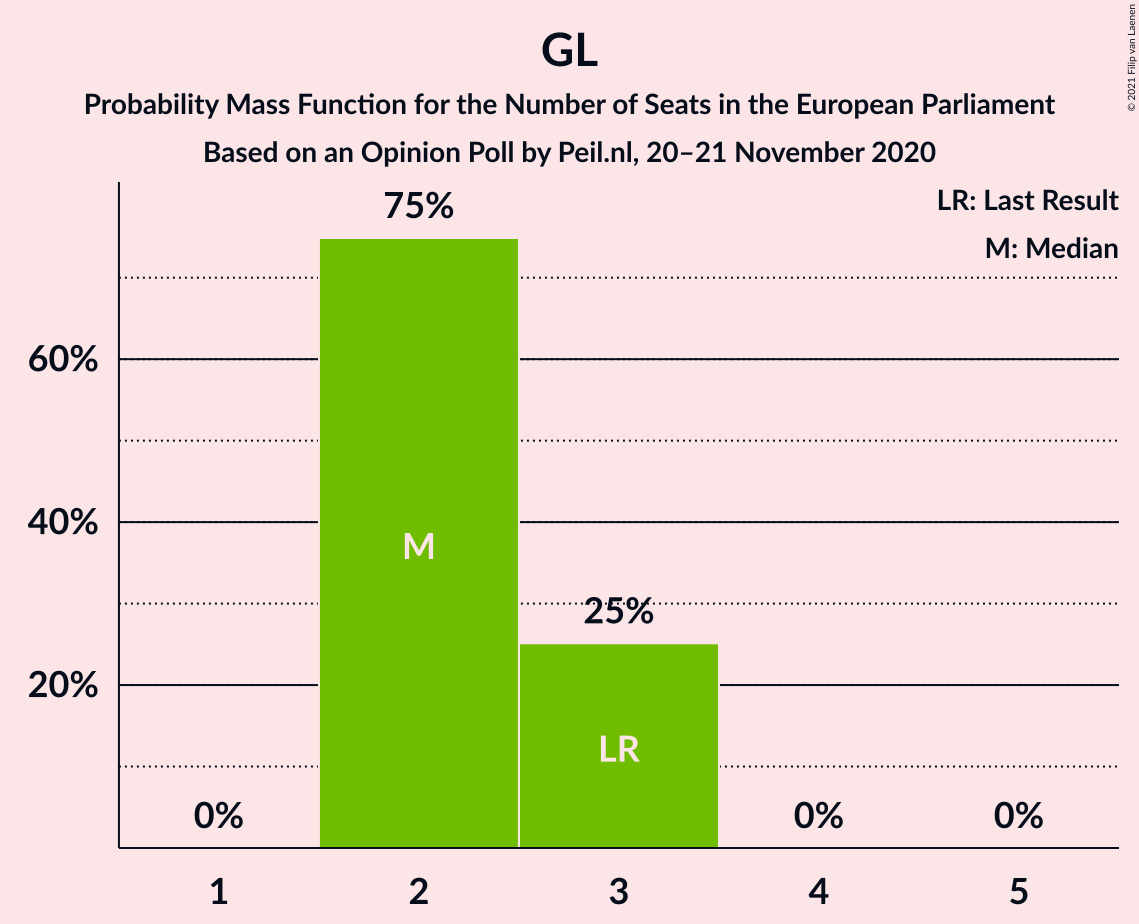 GL
Probability Mass Function for the Number of Seats in the European Parliament
Based on an Opinion Poll by Peil.nl, 20–21 November 2020
© 2021 Filip van Laenen
LR: Last Result
M: Median
75%
60%
40%
M
25%
20%
LR
0%
0%
0%
1
2
3
4
5